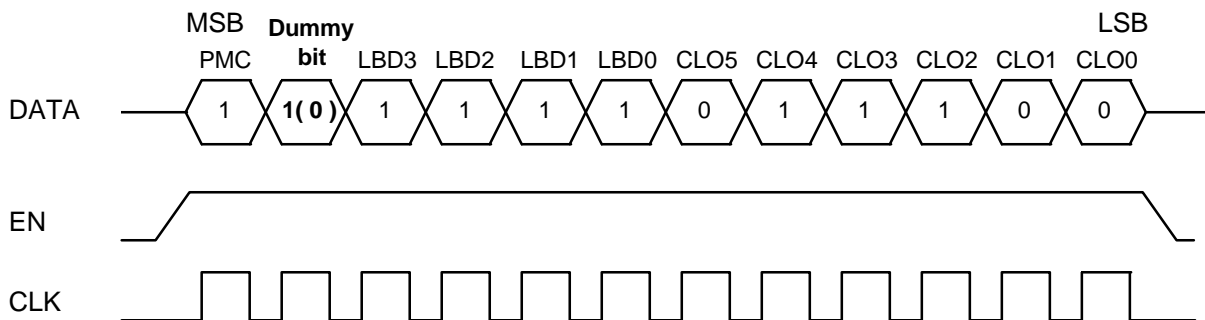 MSB Dummy bit LSB
PMC LBD3 LBD2 LBD1 LBD0 CLO5 CLO4 CLO3 CLO2 CLO1 CLO0
DATA 1 1(0) 1 1 1 1 0 1 1 1 0 0
EN
CLK